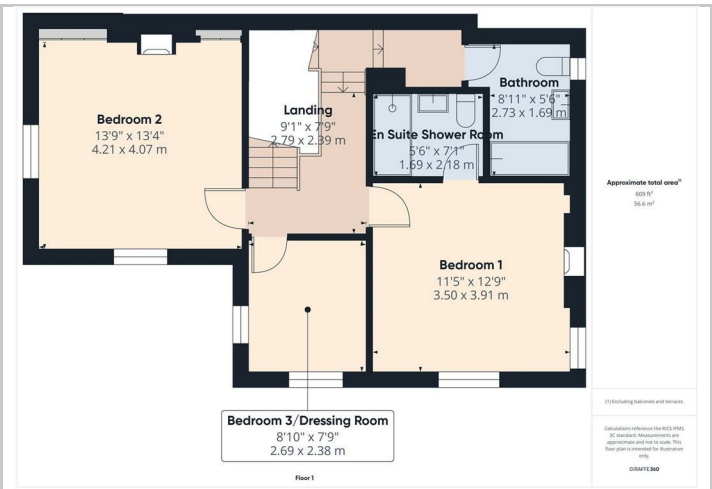 Bedroom 2
13'9" x 13'4"
4.21 x 4.07 m
Landing
9'1" x 7'9"
2.79 x 2.39 m
Bathroom
8'11" x 5'6"
2.73 x 1.69 m
En Suite Shower Room
5'6" x 7'1"
1.69 x 2.18 m
Bedroom 1
11'5" x 12'9"
3.50 x 3.91 m
Bedroom 3/Dressing Room
8'10" x 7'9"
2.69 x 2.38 m
Floor 1
Approximate total area⁽¹⁾
609 ft²
56.6 m²
(1) Excluding balconies and terraces
Calculations reference the RICS IPMS
3C standard. Measurements are
approximate and not to scale. This
floor plan is intended for illustration
only.
GIRAFFE360